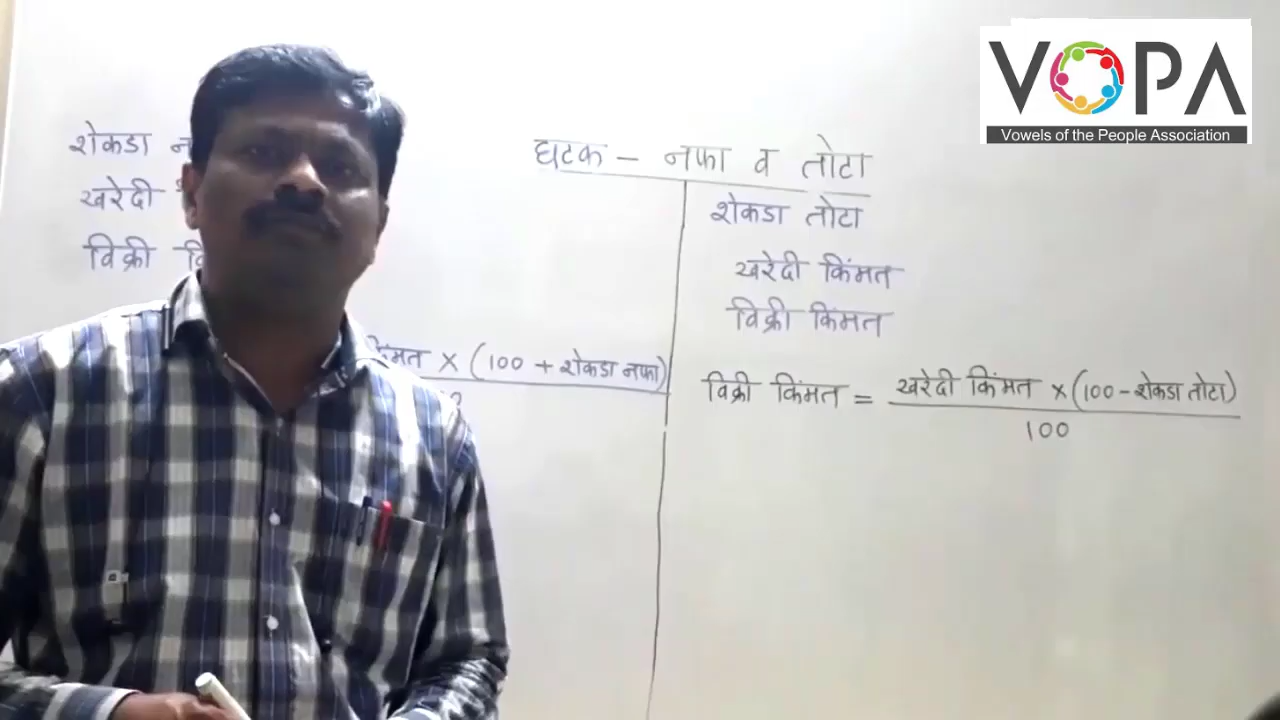 VOPA
Vowels of the People Association
घटक – नफा व तोटा
शेकडा
खरेदी
विक्री
× (100 + शेकडा नफा)
शेकडा तोटा
खरेदी किंमत
विक्री किंमत
विक्री किंमत = खरेदी किंमत × (100 – शेकडा तोटा)
100